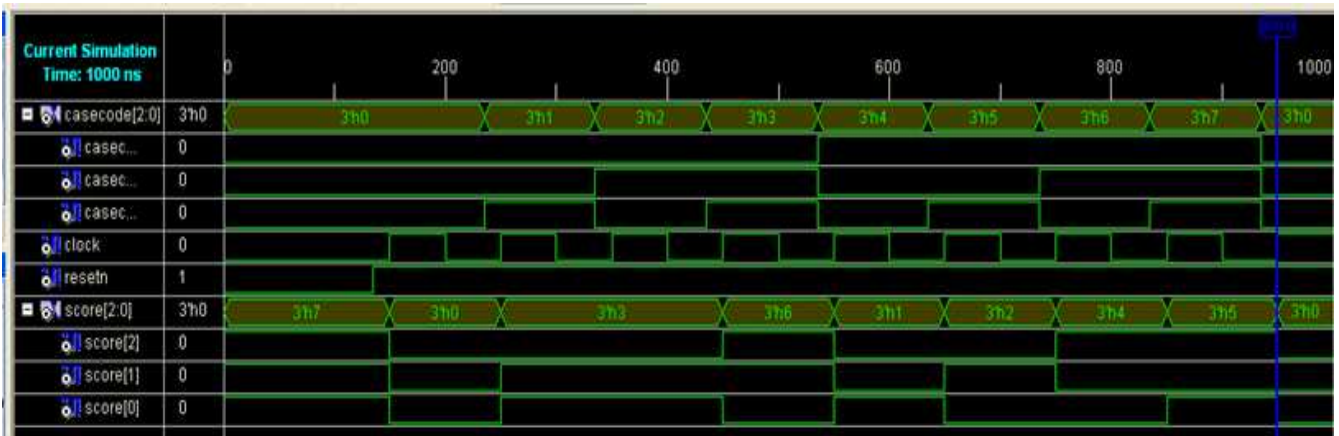 Current Simulation
Time: 1000 ns
0 200 400 600 800 1000
casecode[2:0] 3'h0 3'h0 3'h1 3'h2 3'h3 3'h4 3'h5 3'h6 3'h7 3'h0
casec... 0
casec... 0
casec... 0
clock 0
resetn 1
score[2:0] 3'h0 3'h7 3'h0 3'h3 3'h6 3'h1 3'h2 3'h4 3'h5 3'h0
score[2] 0
score[1] 0
score[0] 0